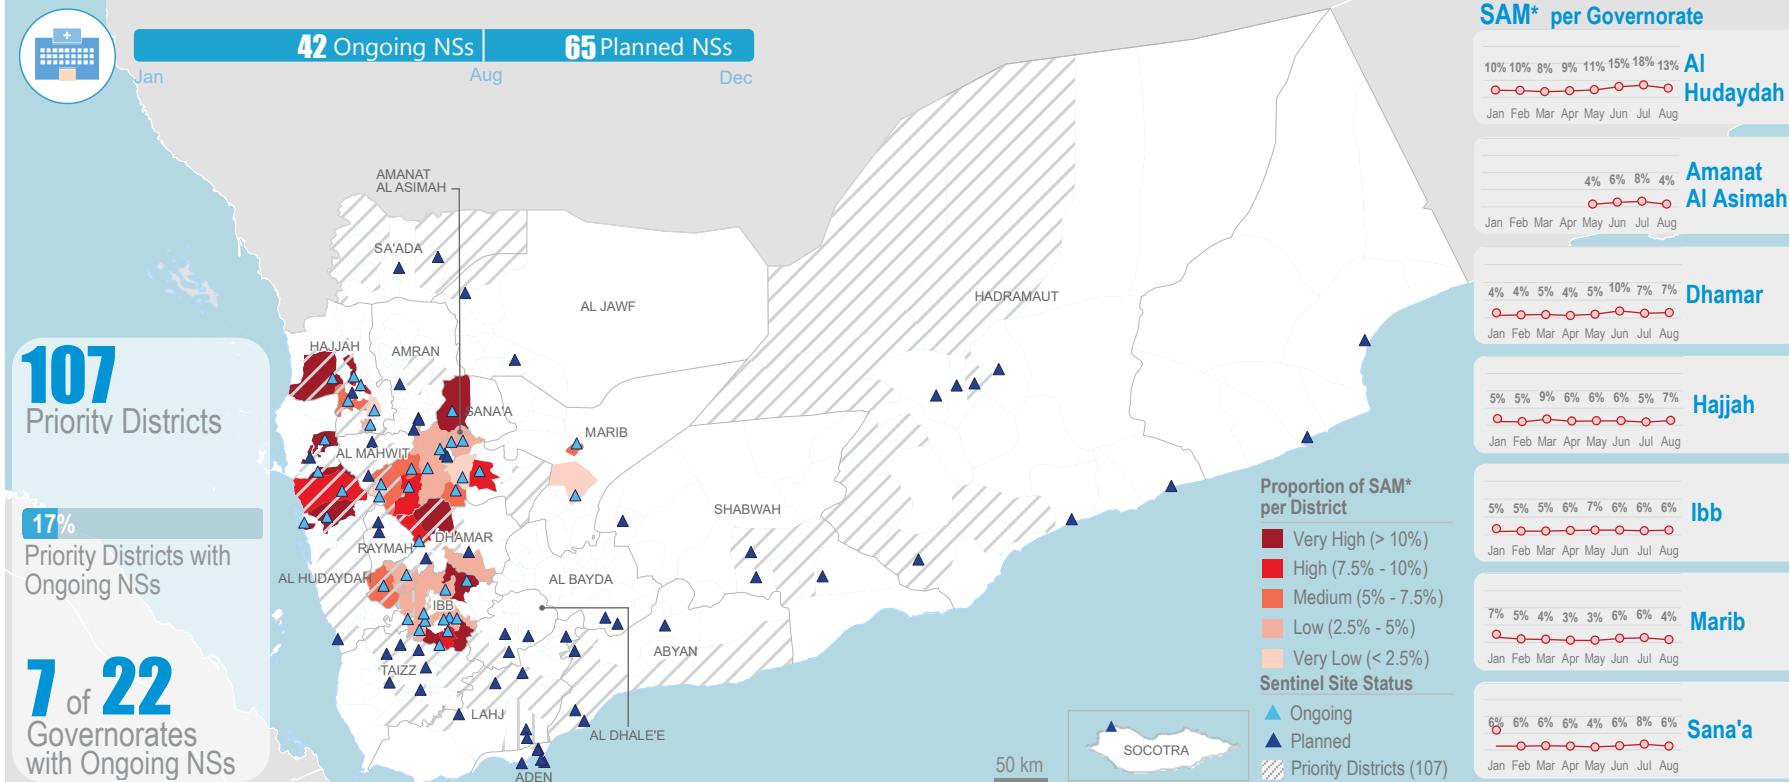 42 Ongoing NSs
65 Planned NSs
Jan
Aug
Dec
107
Priority Districts
17%
Priority Districts with
Ongoing NSs
7 of 22
Governorates
with Ongoing NSs
AMANAT
AL ASIMAH
SA'ADA
AL JAWF
HADRAMAUT
HAJJAH
AMRAN
SANA'A
MARIB
AL MAHWIT
SHABWAH
DHAMAR
RAYMAH
AL HUDAYDAH
AL BAYDA
IBB
ABYAN
TAIZZ
LAHJ
AL DHALE'E
ADEN
SOCOTRA
50 km
Proportion of SAM*
per District
Very High (> 10%)
High (7.5% - 10%)
Medium (5% - 7.5%)
Low (2.5% - 5%)
Very Low (< 2.5%)
Sentinel Site Status
Ongoing
Planned
Priority Districts (107)
SAM* per Governorate
10% 10% 8% 9% 11% 15% 18% 13%
Al
Hudaydah
Jan Feb Mar Apr May Jun Jul Aug
4% 6% 8% 4%
Amanat
Al Asimah
Jan Feb Mar Apr May Jun Jul Aug
4% 4% 5% 4% 5% 10% 7% 7%
Dhamar
Jan Feb Mar Apr May Jun Jul Aug
5% 5% 9% 6% 6% 6% 5% 7%
Hajjah
Jan Feb Mar Apr May Jun Jul Aug
5% 5% 5% 6% 7% 6% 6% 6%
Ibb
Jan Feb Mar Apr May Jun Jul Aug
7% 5% 4% 3% 3% 6% 6% 4%
Marib
Jan Feb Mar Apr May Jun Jul Aug
6% 6% 6% 6% 4% 6% 8% 6%
Sana'a
Jan Feb Mar Apr May Jun Jul Aug